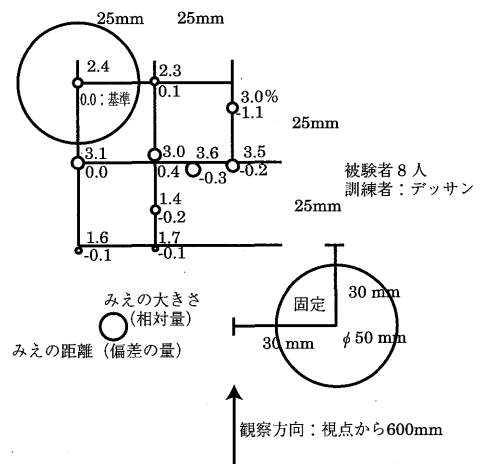 25mm 25mm
2.4 2.3
0.0：基準 0.1
3.0%
-1.1
25mm
3.1 3.0 3.6 3.5
0.0 0.4 -0.3 -0.2
被験者８人
訓練者：デッサン
1.4
-0.2
25mm
1.6 1.7
-0.1 -0.1
みえの大きさ
（相対量）
みえの距離（偏差の量）
固定
30 mm
30 mm
φ50 mm
観察方向：視点から600mm